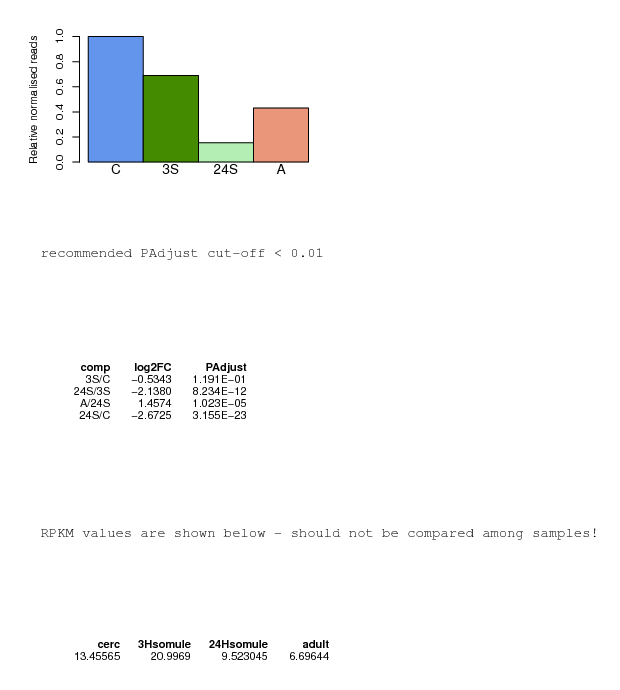 Relative normalised reads
1.0
0.8
0.6
0.4
0.2
0.0
C 3S 24S A
recommended PAdjust cut-off < 0.01
comp log2FC PAdjust
3S/C −0.5343 1.191E−01
24S/3S −2.1380 8.234E−12
A/24S 1.4574 1.023E−05
24S/C −2.6725 3.155E−23
RPKM values are shown below - should not be compared among samples!
cerc 3Hsomule 24Hsomule adult
13.45565 20.9969 9.523045 6.69644